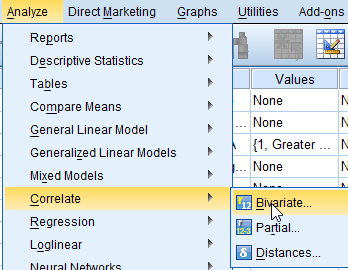 Analyze Direct Marketing Graphs Utilities Add-ons
Reports
Descriptive Statistics
Tables
Compare Means
General Linear Model
Generalized Linear Models
Mixed Models
Correlate
Regression
Loglinear
Neural Networks
Values
None
... None
A {1, Greater ...
... None
None
Bivariate...
Partial...
Distances...